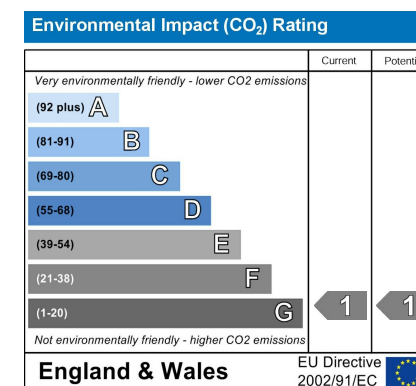 Environmental Impact (CO₂) Rating
Current Potenti
Very environmentally friendly - lower CO2 emissions
(92 plus) A
(81-91) B
(69-80) C
(55-68) D
(39-54) E
(21-38) F
(1-20) G 1 1
Not environmentally friendly - higher CO2 emissions
England & Wales
EU Directive
2002/91/EC